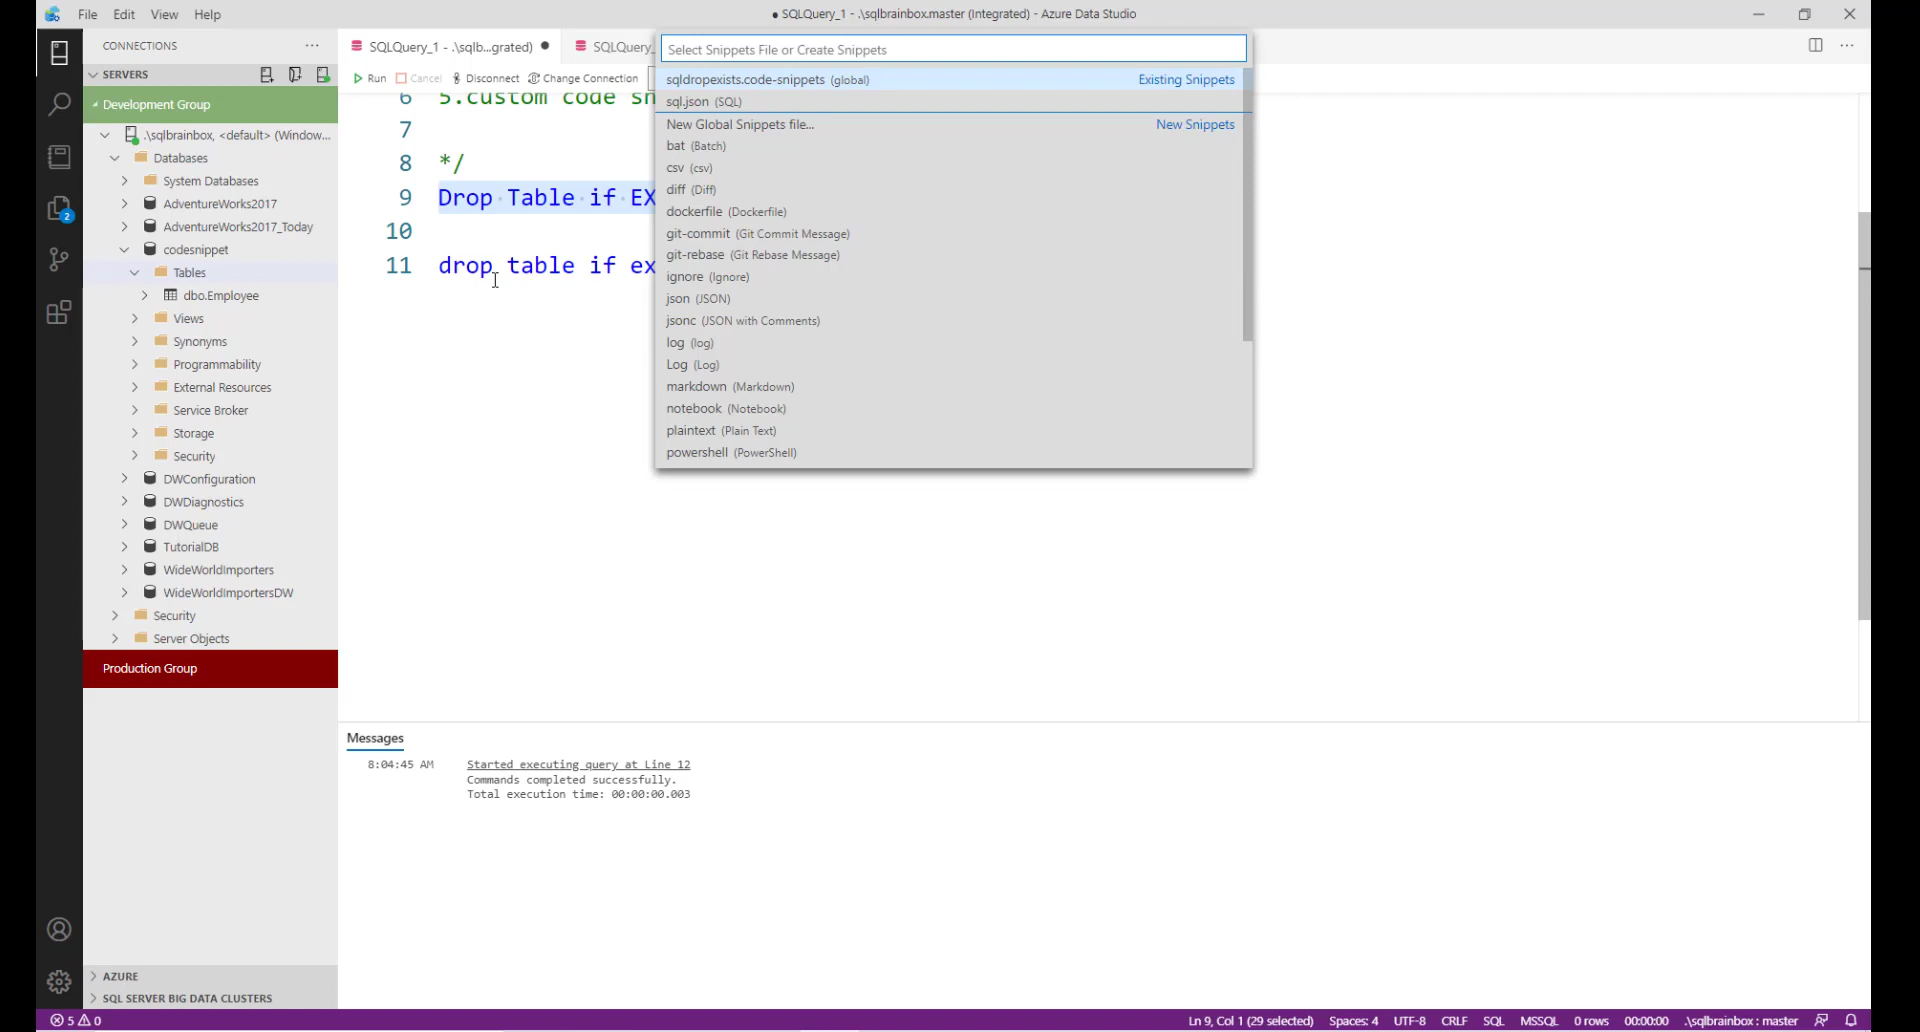 File Edit View Help
● SQLQuery_1 - .\sqlbrainbox.master (Integrated) - Azure Data Studio
CONNECTIONS
SERVERS
Development Group
.\sqlbrainbox, <default> (Window...
Databases
System Databases
AdventureWorks2017
AdventureWorks2017_Today
codesnippet
Tables
dbo.Employee
Views
Synonyms
Programmability
External Resources
Service Broker
Storage
Security
DWConfiguration
DWDiagnostics
DWQueue
TutorialDB
WideWorldImporters
WideWorldImportersDW
Security
Server Objects
Production Group
AZURE
SQL SERVER BIG DATA CLUSTERS
2
SQLQuery_1 - .\sqlb...grated) ● SQLQuery_
Run Cancel Disconnect Change Connection
6 5.custom code sn
7
8 */
9 Drop Table if EX
10
11 drop table if ex
Select Snippets File or Create Snippets
sqldropexists.code-snippets (global) Existing Snippets
sql.json (SQL)
New Global Snippets file... New Snippets
bat (Batch)
csv (csv)
diff (Diff)
dockerfile (Dockerfile)
git-commit (Git Commit Message)
git-rebase (Git Rebase Message)
ignore (Ignore)
json (JSON)
jsonc (JSON with Comments)
log (log)
Log (Log)
markdown (Markdown)
notebook (Notebook)
plaintext (Plain Text)
powershell (PowerShell)
Messages
8:04:45 AM Started executing query at Line 12
Commands completed successfully.
Total execution time: 00:00:00.003
5 0 Ln 9, Col 1 (29 selected) Spaces: 4 UTF-8 CRLF SQL MSSQL 0 rows 00:00:00 .\sqlbrainbox : master